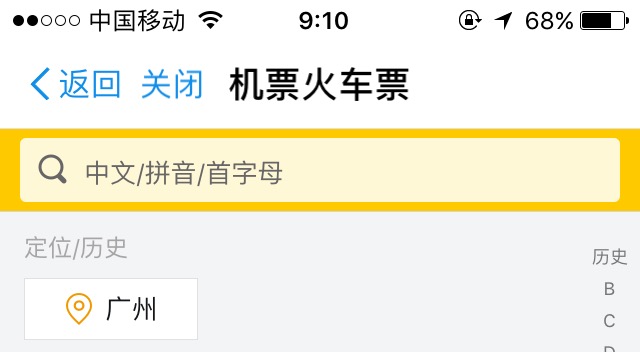 中国移动 9:10 68%
返回 关闭 机票火车票
中文/拼音/首字母
定位/历史
历史
广州
B
C
D